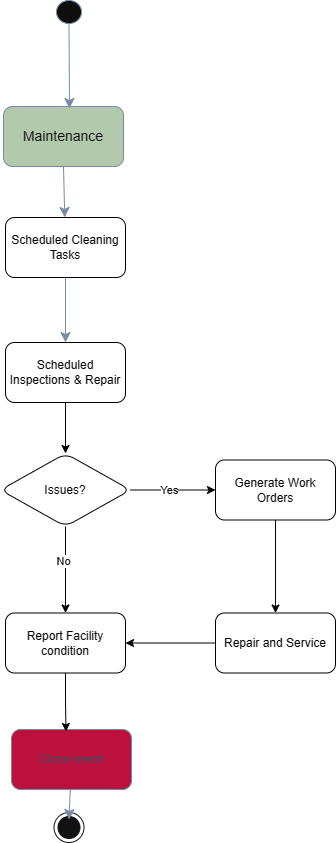 Maintenance
Scheduled Cleaning
Tasks
Scheduled
Inspections & Repair
Issues?
Yes
Generate Work
Orders
No
Report Facility
condition
Repair and Service
Close event